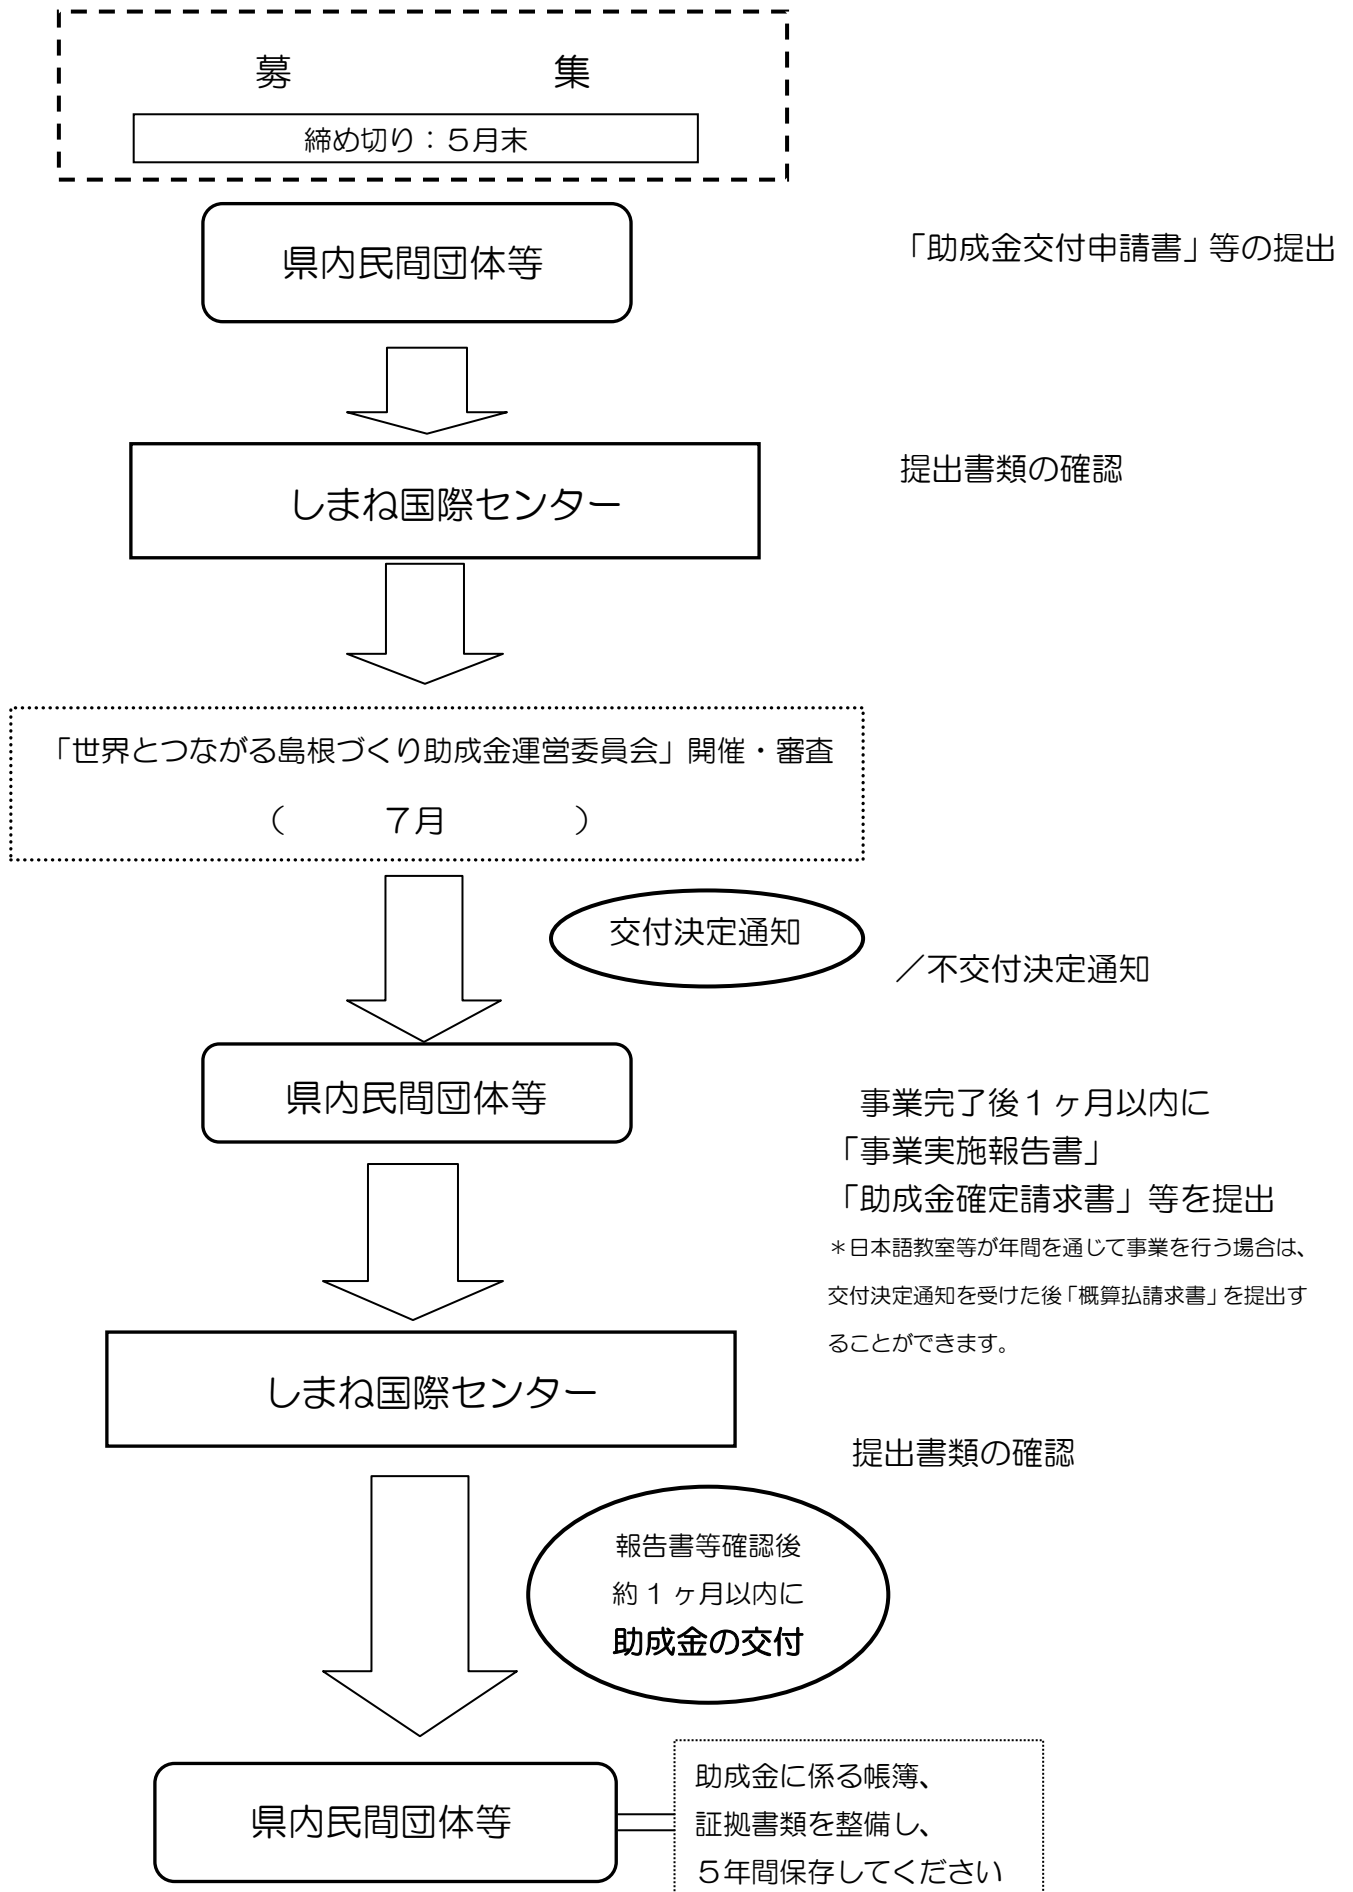 募　　　　　　　集
締め切り：５月末
県内民間団体等
「助成金交付申請書」等の提出
しまね国際センター
提出書類の確認
「世界とつながる島根づくり助成金運営委員会」開催・審査
（　　　７月　　　　）
交付決定通知
／不交付決定通知
県内民間団体等
事業完了後１ヶ月以内に
「事業実施報告書」
「助成金確定請求書」等を提出
＊日本語教室等が年間を通じて事業を行う場合は、
交付決定通知を受けた後「概算払請求書」を提出す
ることができます。
しまね国際センター
提出書類の確認
報告書等確認後
約１ヶ月以内に
助成金の交付
県内民間団体等
助成金に係る帳簿、
証拠書類を整備し、
５年間保存してください